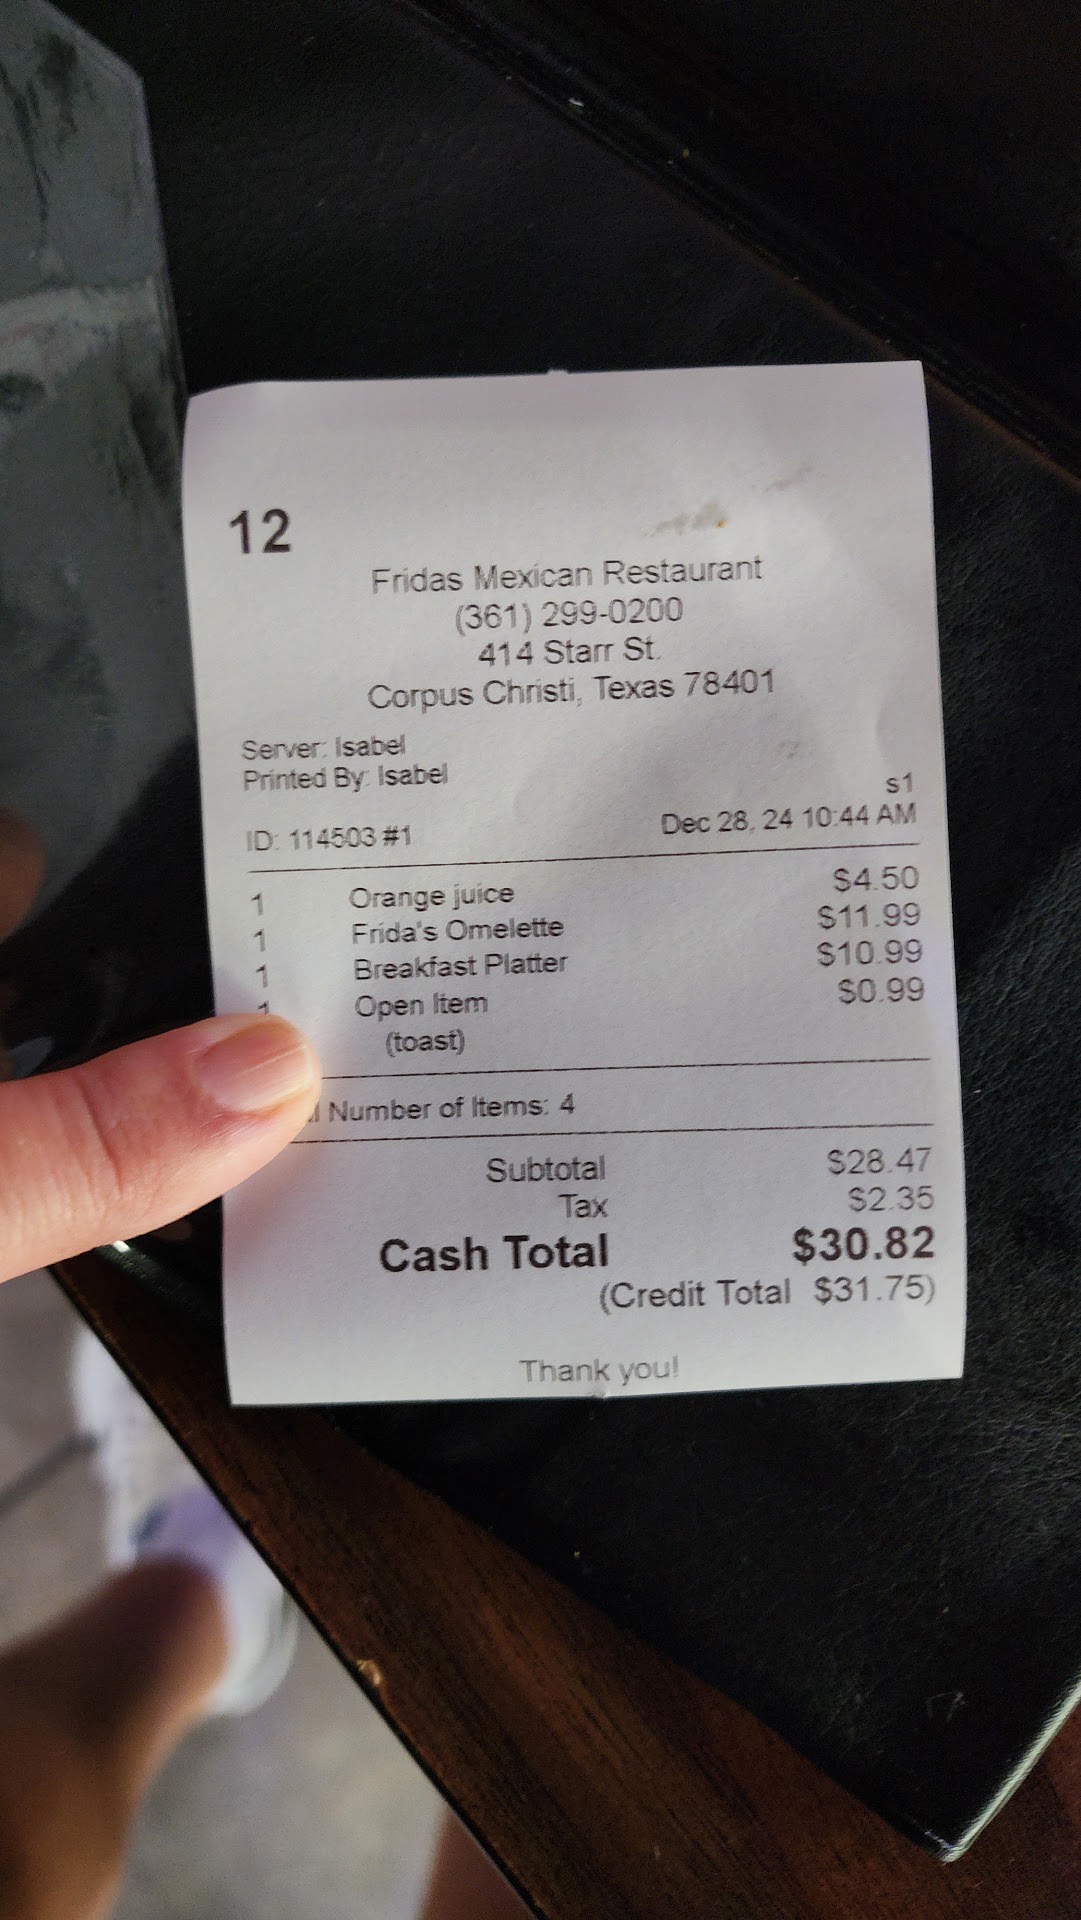 12
Fridas Mexican Restaurant
(361) 299-0200
414 Starr St.
Corpus Christi, Texas 78401
Server: Isabel
Printed By: Isabel
s1
ID: 114503 #1 Dec 28, 24 10:44 AM
1 Orange juice $4.50
1 Frida's Omelette $11.99
1 Breakfast Platter $10.99
1 Open Item $0.99
(toast)
Number of Items: 4
Subtotal $28.47
Tax $2.35
Cash Total $30.82
(Credit Total $31.75)
Thank you!